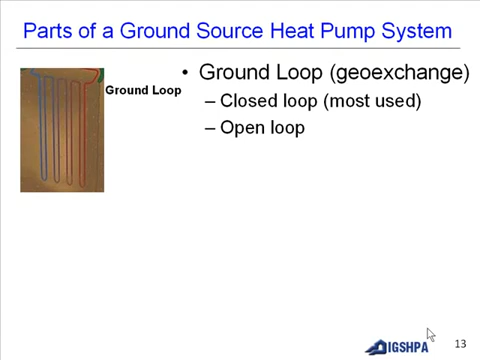 Parts of a Ground Source Heat Pump System
• Ground Loop (geoexchange)
Ground Loop
– Closed loop (most used)
– Open loop
IGSHPA
13